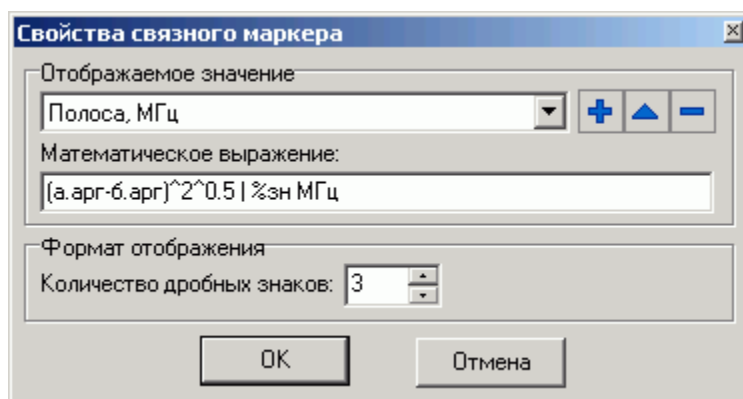 Свойства связного маркера
Отображаемое значение
Полоса, МГц
Математическое выражение:
(а.арг-б.арг)^2^0.5 | %зн МГц
Формат отображения
Количество дробных знаков: 3
OK Отмена